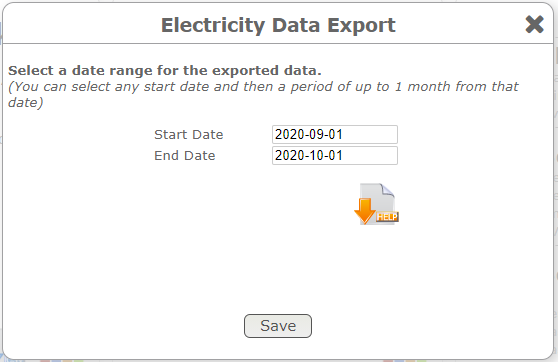 Electricity Data Export
Select a date range for the exported data.
(You can select any start date and then a period of up to 1 month from that
date)
Start Date 2020-09-01
End Date 2020-10-01
HELP
Save